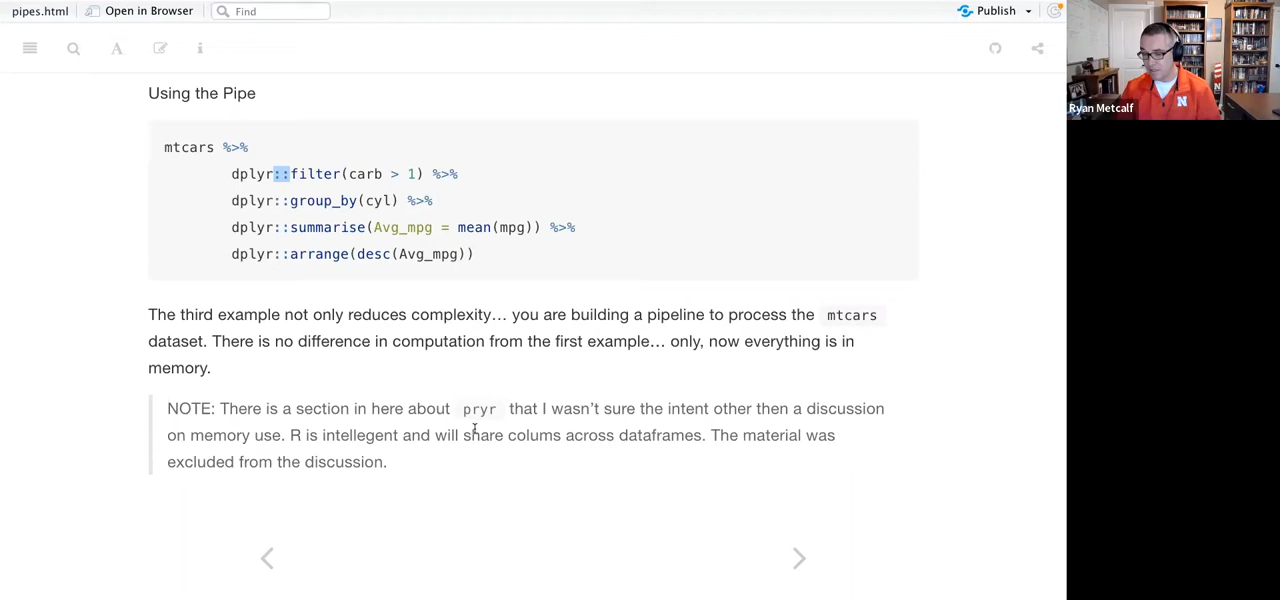 pipes.html Open in Browser Find Publish
Ryan Metcalf
Using the Pipe
mtcars %>%
dplyr::filter(carb > 1) %>%
dplyr::group_by(cyl) %>%
dplyr::summarise(Avg_mpg = mean(mpg)) %>%
dplyr::arrange(desc(Avg_mpg))
The third example not only reduces complexity… you are building a pipeline to process the mtcars
dataset. There is no difference in computation from the first example… only, now everything is in
memory.
NOTE: There is a section in here about pryr that I wasn’t sure the intent other then a discussion
on memory use. R is intellegent and will share colums across dataframes. The material was
excluded from the discussion.